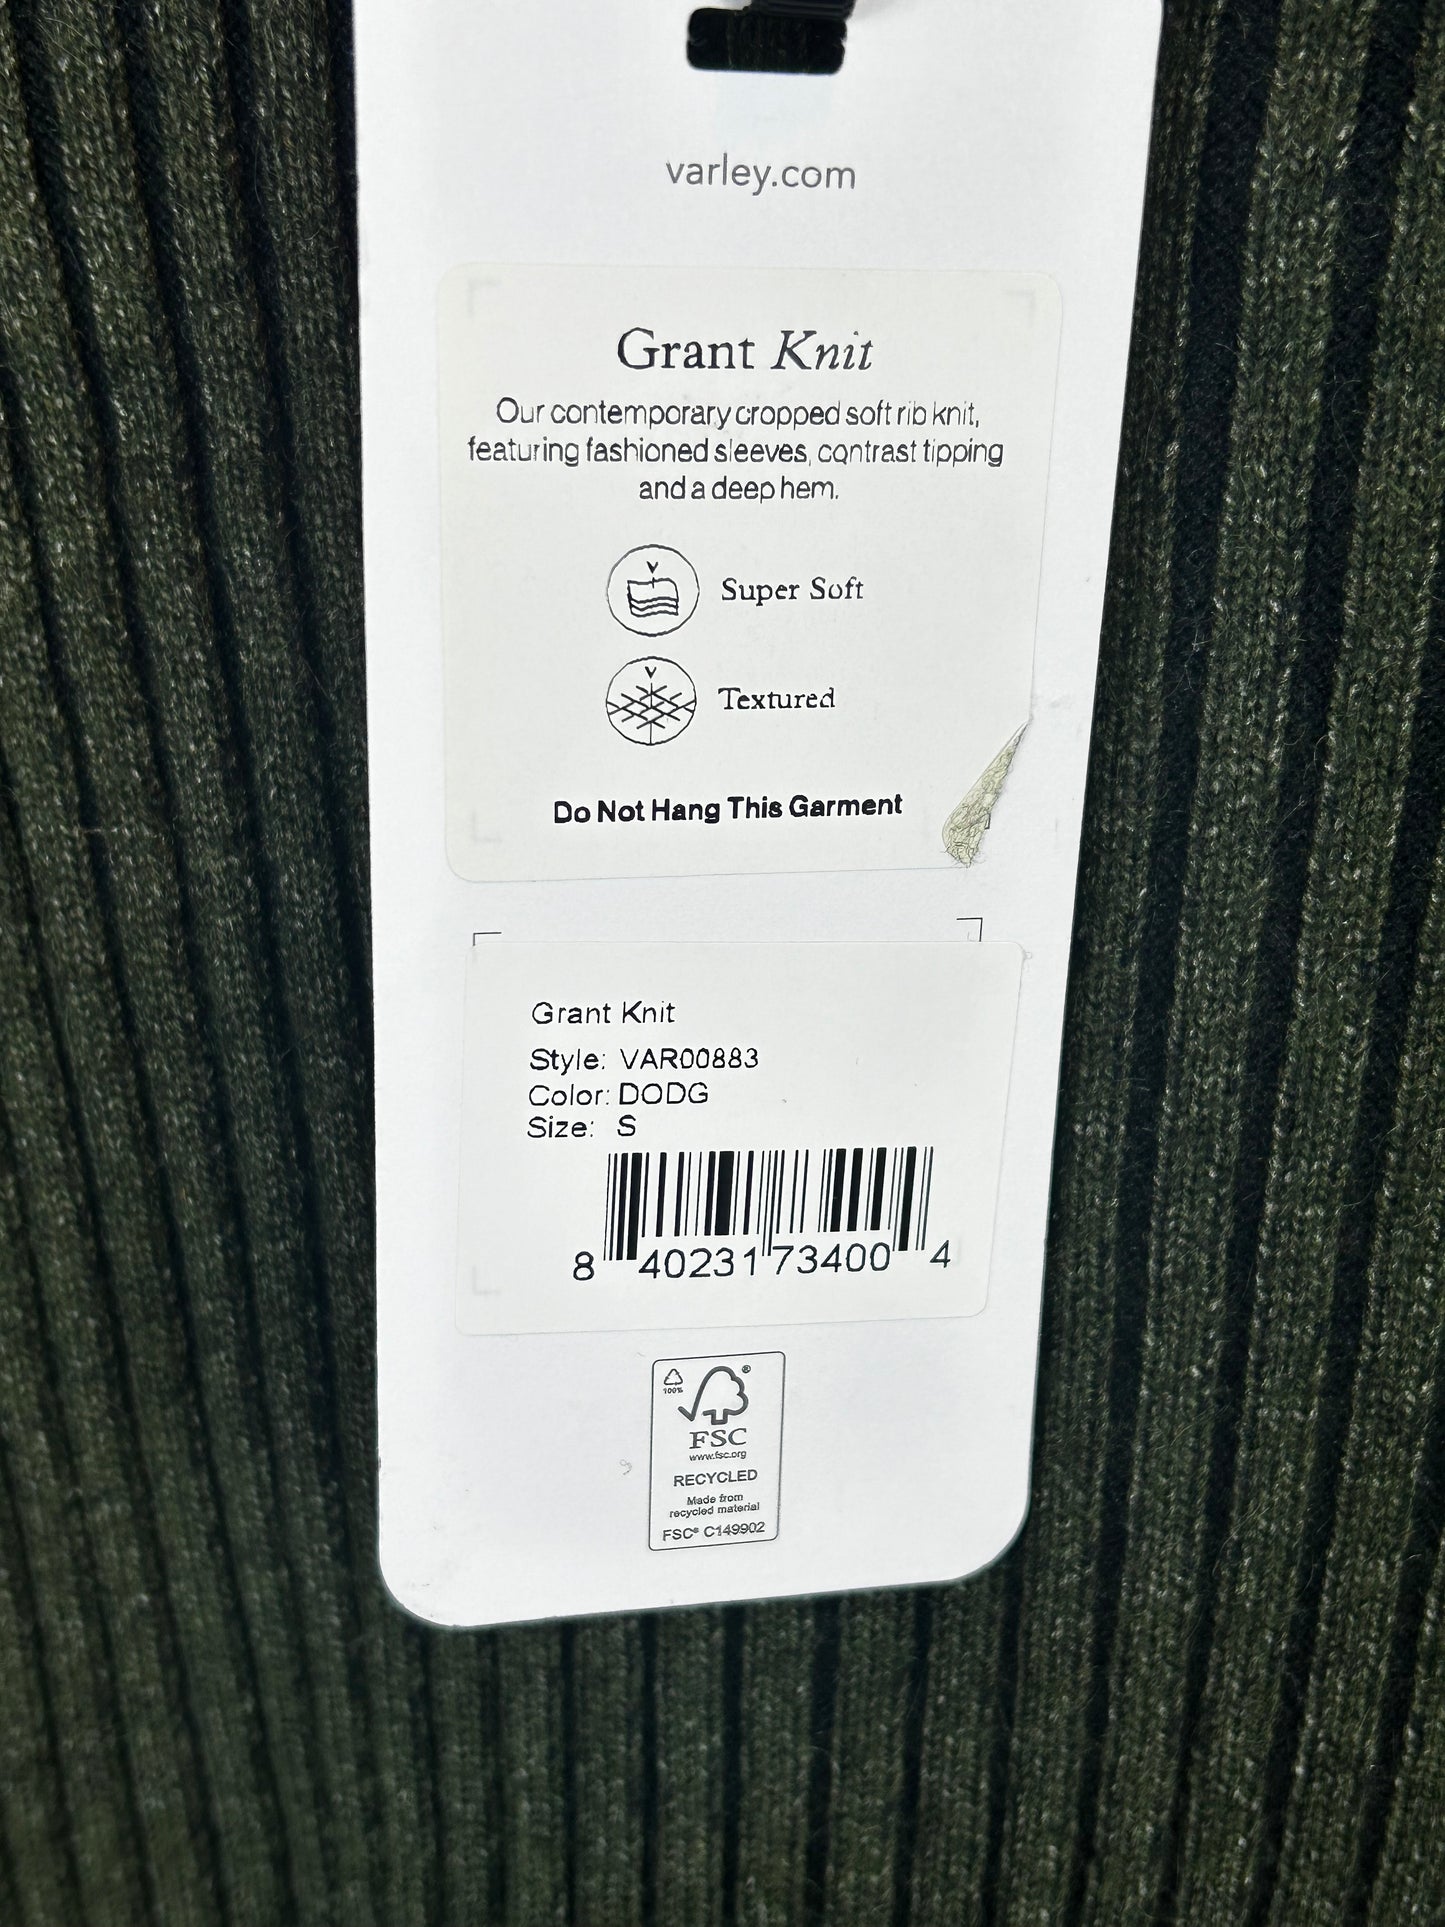 varley.com
Grant Knit
Our contemporary cropped soft rib knit,
featuring fashioned sleeves, contrast tipping
and a deep hem.
Super Soft
Textured
Do Not Hang This Garment
Grant Knit
Style: VAR00883
Color: DODG
Size: S
8 40231 73400 4
100%
®
FSC
www.fsc.org
RECYCLED
Made from
recycled material
FSC® C149902